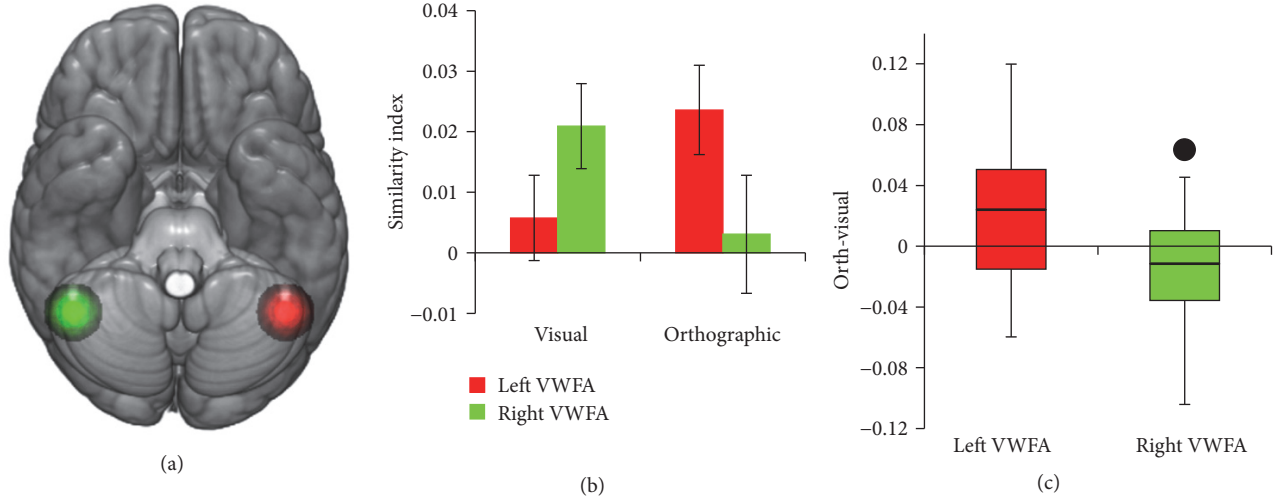 (a)
Similarity index
0.04
0.03
0.02
0.01
0
−0.01
Visual
Orthographic
Left VWFA
Right VWFA
(b)
Orth-visual
0.12
0.08
0.04
0
−0.04
−0.08
−0.12
Left VWFA
Right VWFA
(c)